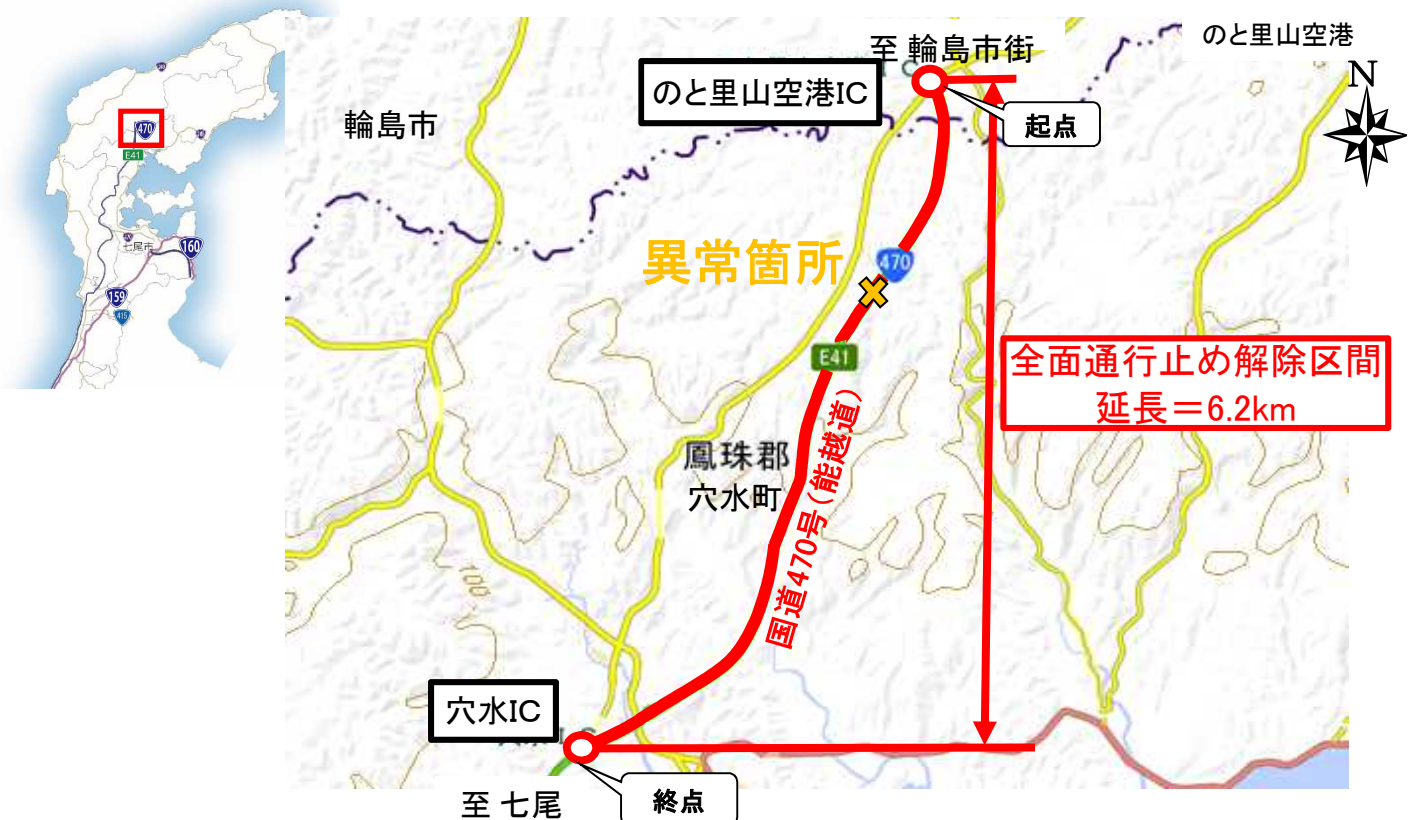 470
E41
七尾市
160
159
415
のと里山空港
至 輪島市街
N
のと里山空港IC
起点
輪島市
異常箇所
470
E41
全面通行止め解除区間
延長＝6.2km
鳳珠郡
穴水町
国道470号(能越道)
100
穴水IC
至 七尾
終点